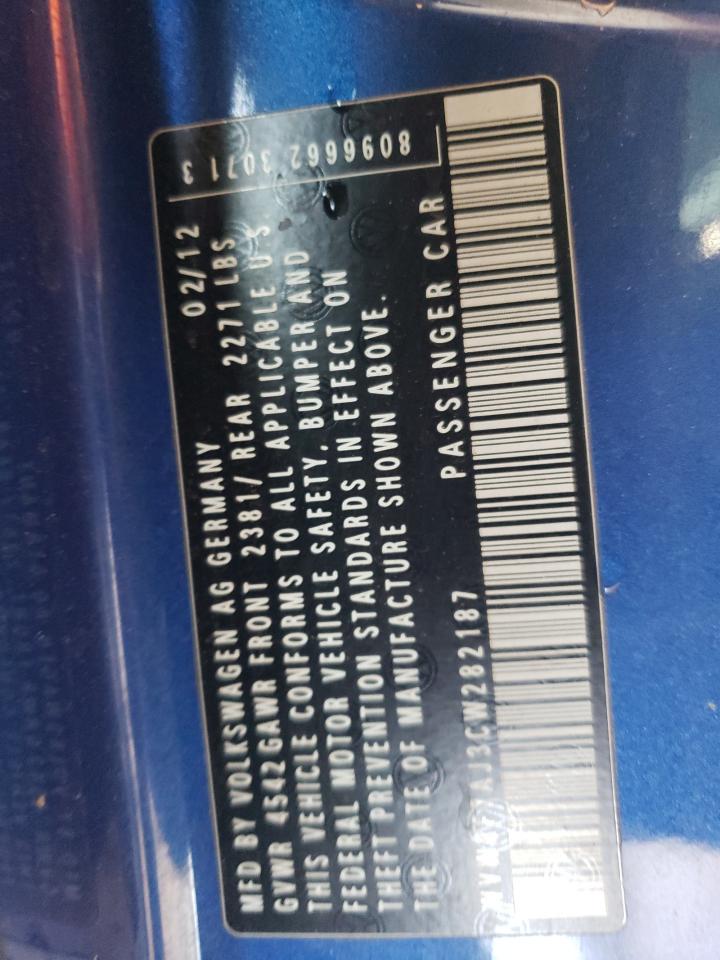 8096662 3071 3
MFD BY VOLKSWAGEN AG GERMANY 02/12
GVWR 4542 GAWR FRONT 2381/ REAR 2271 LBS
THIS VEHICLE CONFORMS TO ALL APPLICABLE U.S.
FEDERAL MOTOR VEHICLE SAFETY, BUMPER AND
THEFT PREVENTION STANDARDS IN EFFECT ON
THE DATE OF MANUFACTURE SHOWN ABOVE.
PASSENGER CAR